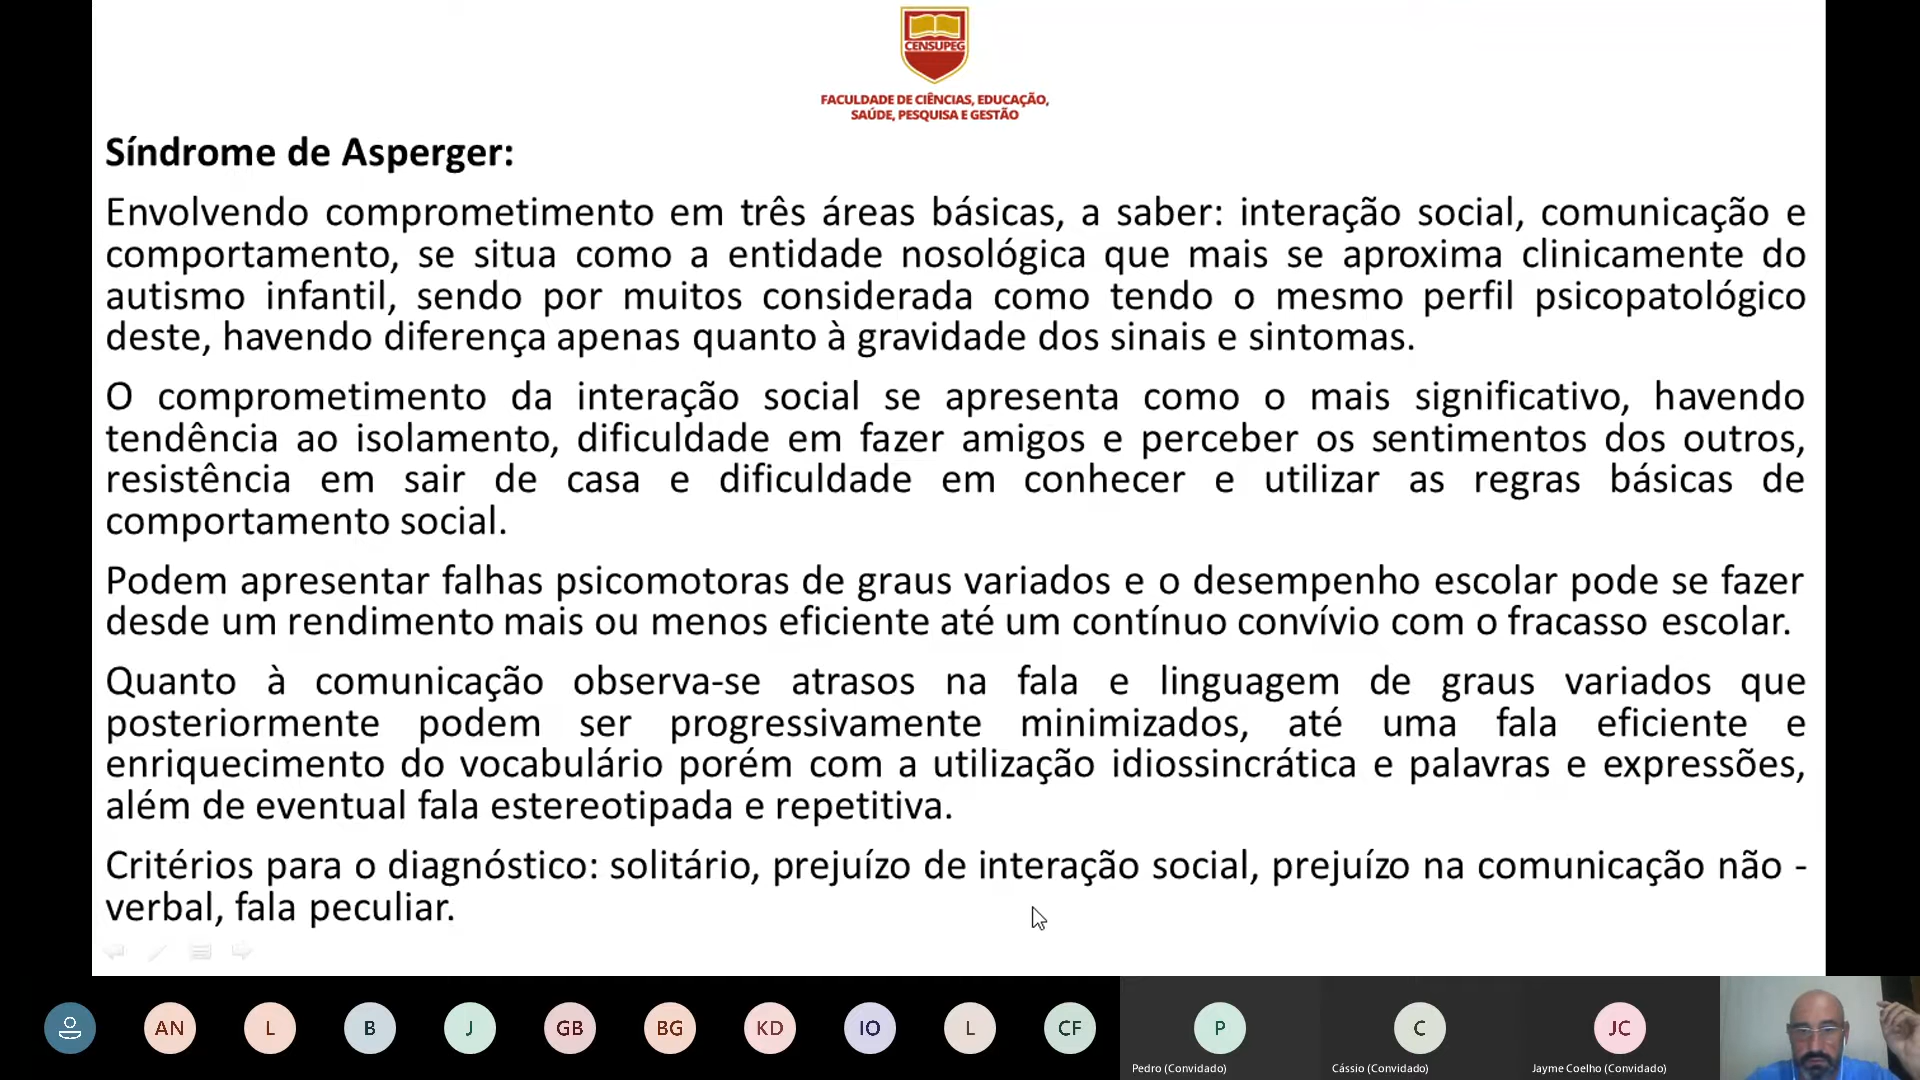 CENSUPEG
FACULDADE DE CIÊNCIAS, EDUCAÇÃO,
SAÚDE, PESQUISA E GESTÃO
Síndrome de Asperger:
Envolvendo comprometimento em três áreas básicas, a saber: interação social, comunicação e
comportamento, se situa como a entidade nosológica que mais se aproxima clinicamente do
autismo infantil, sendo por muitos considerada como tendo o mesmo perfil psicopatológico
deste, havendo diferença apenas quanto à gravidade dos sinais e sintomas.
O comprometimento da interação social se apresenta como o mais significativo, havendo
tendência ao isolamento, dificuldade em fazer amigos e perceber os sentimentos dos outros,
resistência em sair de casa e dificuldade em conhecer e utilizar as regras básicas de
comportamento social.
Podem apresentar falhas psicomotoras de graus variados e o desempenho escolar pode se fazer
desde um rendimento mais ou menos eficiente até um contínuo convívio com o fracasso escolar.
Quanto à comunicação observa-se atrasos na fala e linguagem de graus variados que
posteriormente podem ser progressivamente minimizados, até uma fala eficiente e
enriquecimento do vocabulário porém com a utilização idiossincrática e palavras e expressões,
além de eventual fala estereotipada e repetitiva.
Critérios para o diagnóstico: solitário, prejuízo de interação social, prejuízo na comunicação não -
verbal, fala peculiar.
AN L B J GB BG KD IO L CF P C JC
Pedro (Convidado) Cássio (Convidado) Jayme Coelho (Convidado)